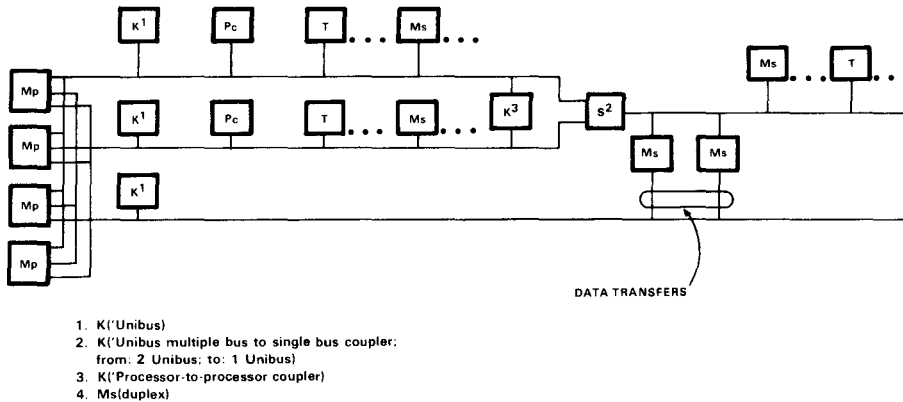 K1 Pc T ... Ms ...
Ms ... T ...
Mp
K1 Pc T ... Ms ... K3 S2
Mp
Ms Ms
Mp
K1
Mp
DATA TRANSFERS
1. K('Unibus)
2. K('Unibus multiple bus to single bus coupler;
from: 2 Unibus; to: 1 Unibus)
3. K('Processor-to-processor coupler)
4. Ms(duplex)